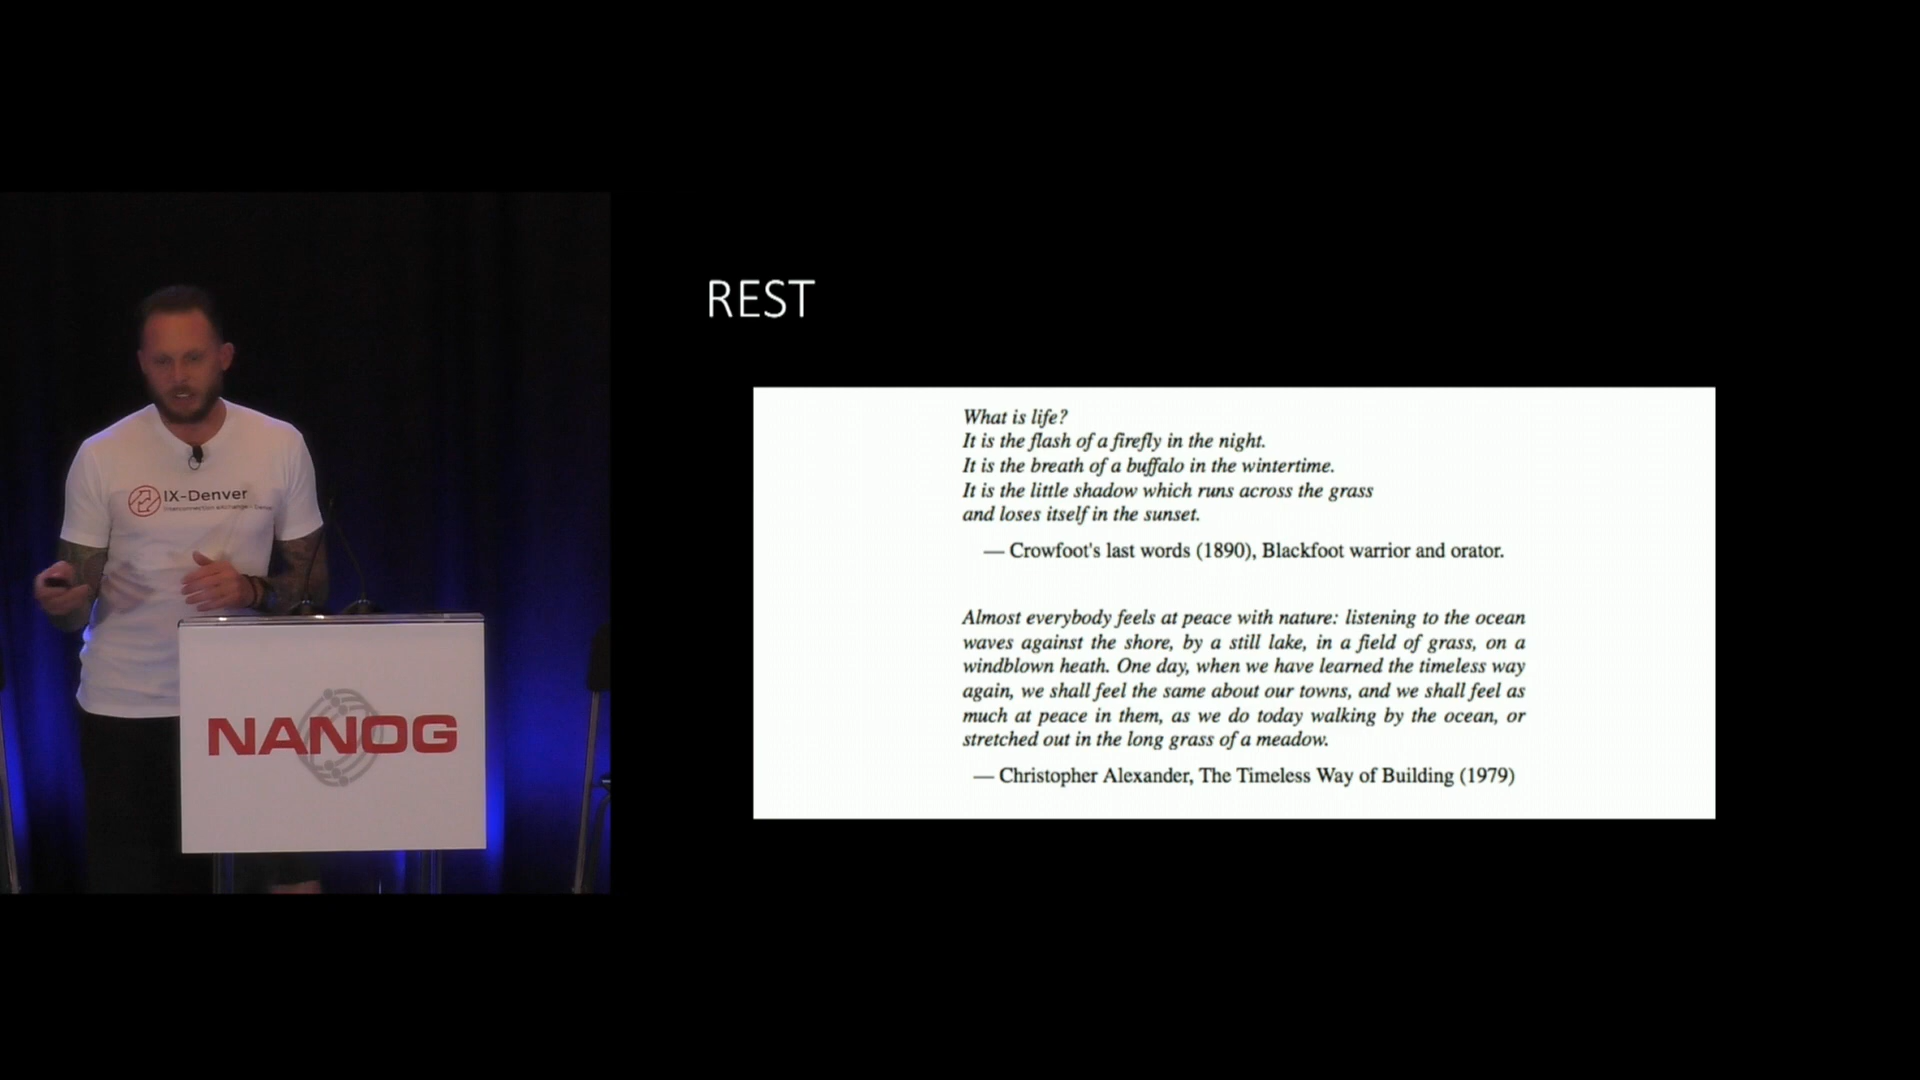 REST
What is life?
It is the flash of a firefly in the night.
It is the breath of a buffalo in the wintertime.
It is the little shadow which runs across the grass
and loses itself in the sunset.
— Crowfoot's last words (1890), Blackfoot warrior and orator.
Almost everybody feels at peace with nature: listening to the ocean
waves against the shore, by a still lake, in a field of grass, on a
windblown heath. One day, when we have learned the timeless way
again, we shall feel the same about our towns, and we shall feel as
much at peace in them, as we do today walking by the ocean, or
stretched out in the long grass of a meadow.
— Christopher Alexander, The Timeless Way of Building (1979)
IX-Denver
Interconnection eXchange - Denver
NANOG